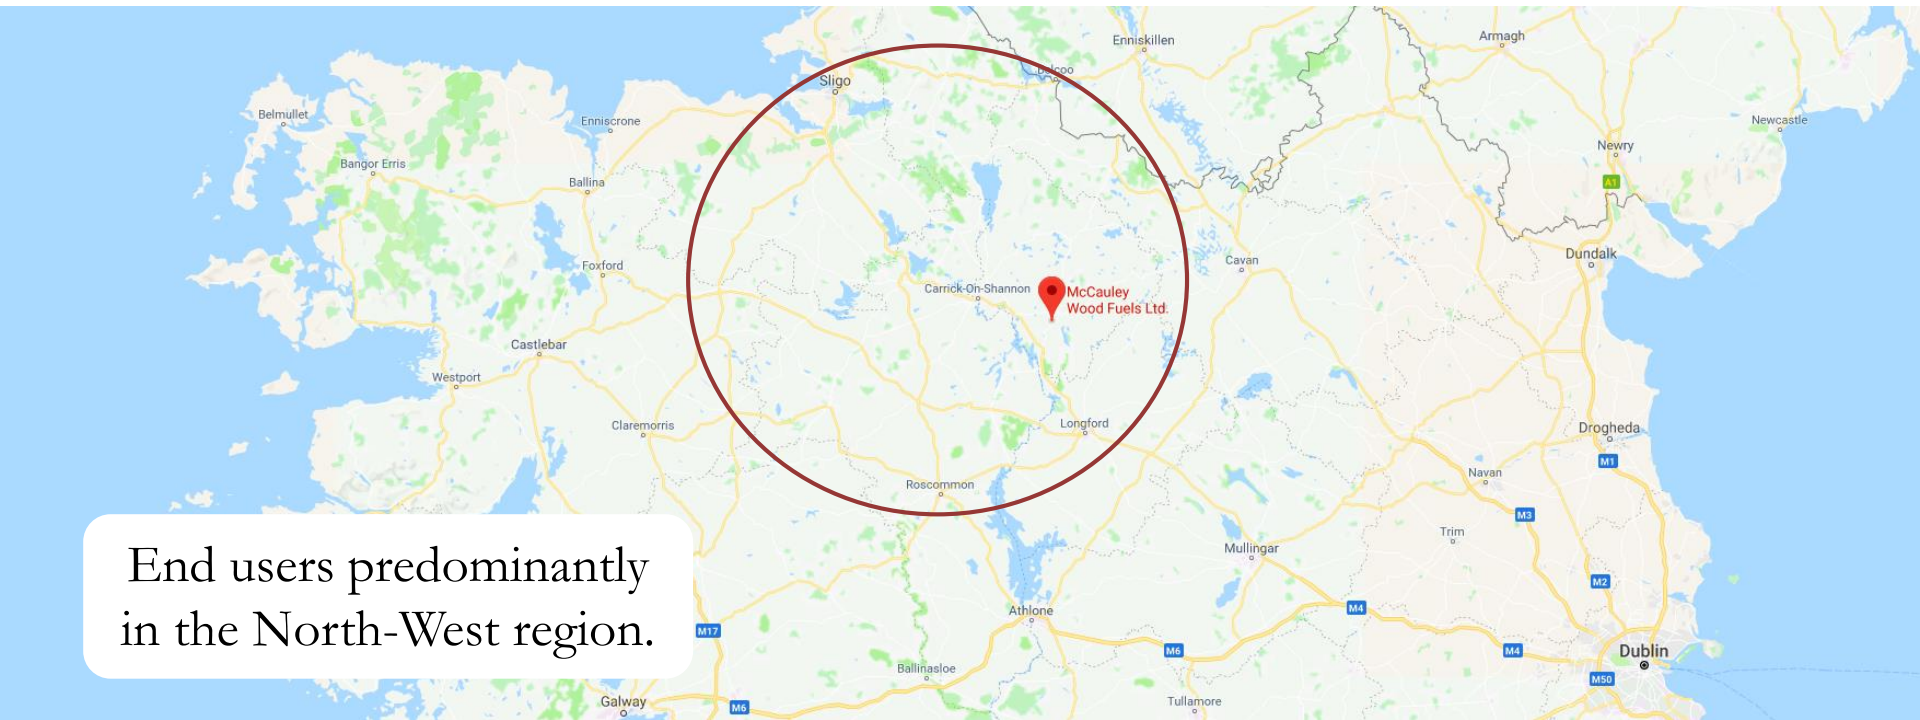 Enniskillen
Armagh
Belcoo
Sligo
Belmullet
Enniscrone
Newcastle
Newry
Bangor Erris
Ballina
A1
Dundalk
Cavan
Foxford
Carrick-On-Shannon
McCauley
Wood Fuels Ltd.
Castlebar
Westport
Claremorris
Longford
Drogheda
M1
Navan
Roscommon
M3
Trim
End users predominantly
in the North-West region.
Mullingar
M2
Athlone
M4
M17
M6
M4
Dublin
Ballinasloe
M50
Galway
M6
Tullamore